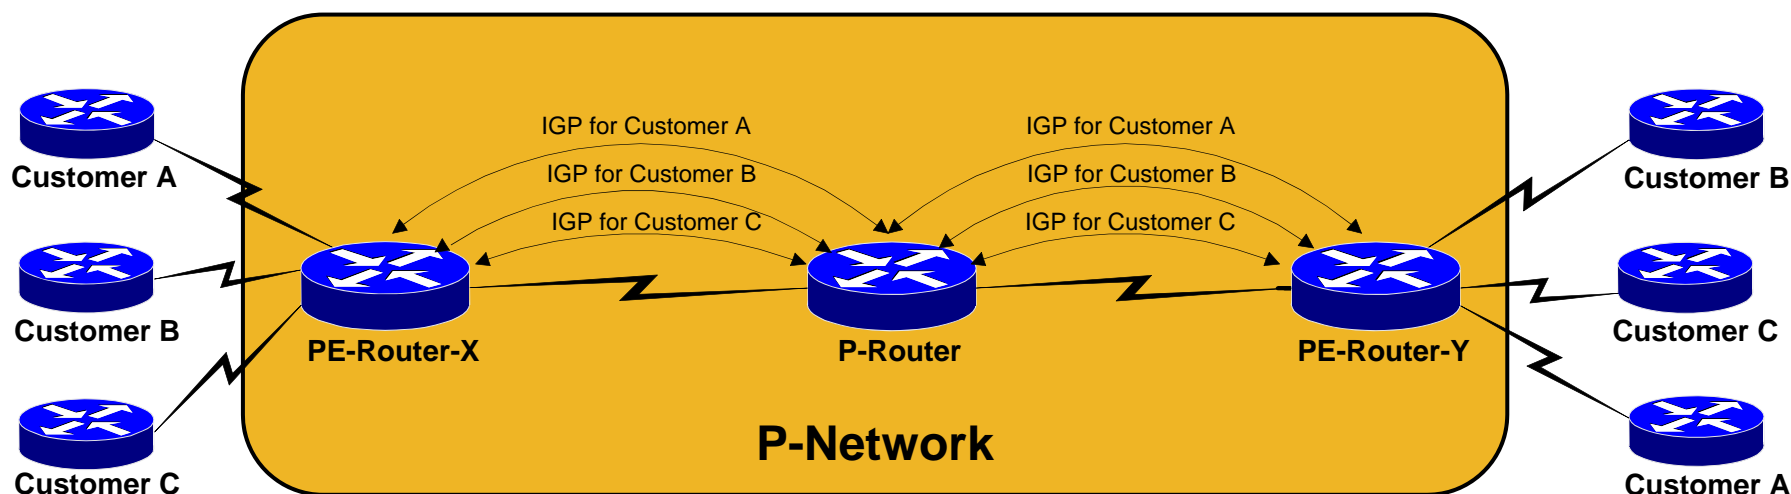 IGP for Customer A
IGP for Customer A
Customer A
IGP for Customer B
IGP for Customer B
Customer B
IGP for Customer C
IGP for Customer C
Customer B
Customer C
PE-Router-X
P-Router
PE-Router-Y
P-Network
Customer C
Customer A